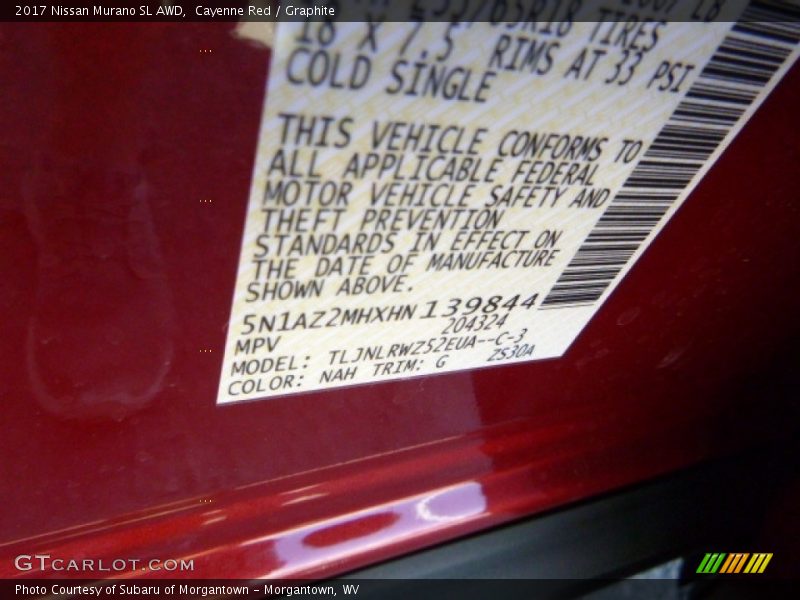 2017 Nissan Murano SL AWD,  Cayenne Red / Graphite
TIRES
18 X 7.5 RIMS AT 33 PSI
COLD SINGLE
THIS VEHICLE CONFORMS TO
ALL APPLICABLE FEDERAL
MOTOR VEHICLE SAFETY AND
THEFT PREVENTION
STANDARDS IN EFFECT ON
THE DATE OF MANUFACTURE
SHOWN ABOVE.
5N1AZ2MHXHN139844
204324
MPV
MODEL: TLJNLRWZ52EUA--C-3
COLOR: NAH TRIM: G ZS30A
GTCARLOT.COM
Photo Courtesy of Subaru of Morgantown - Morgantown, WV